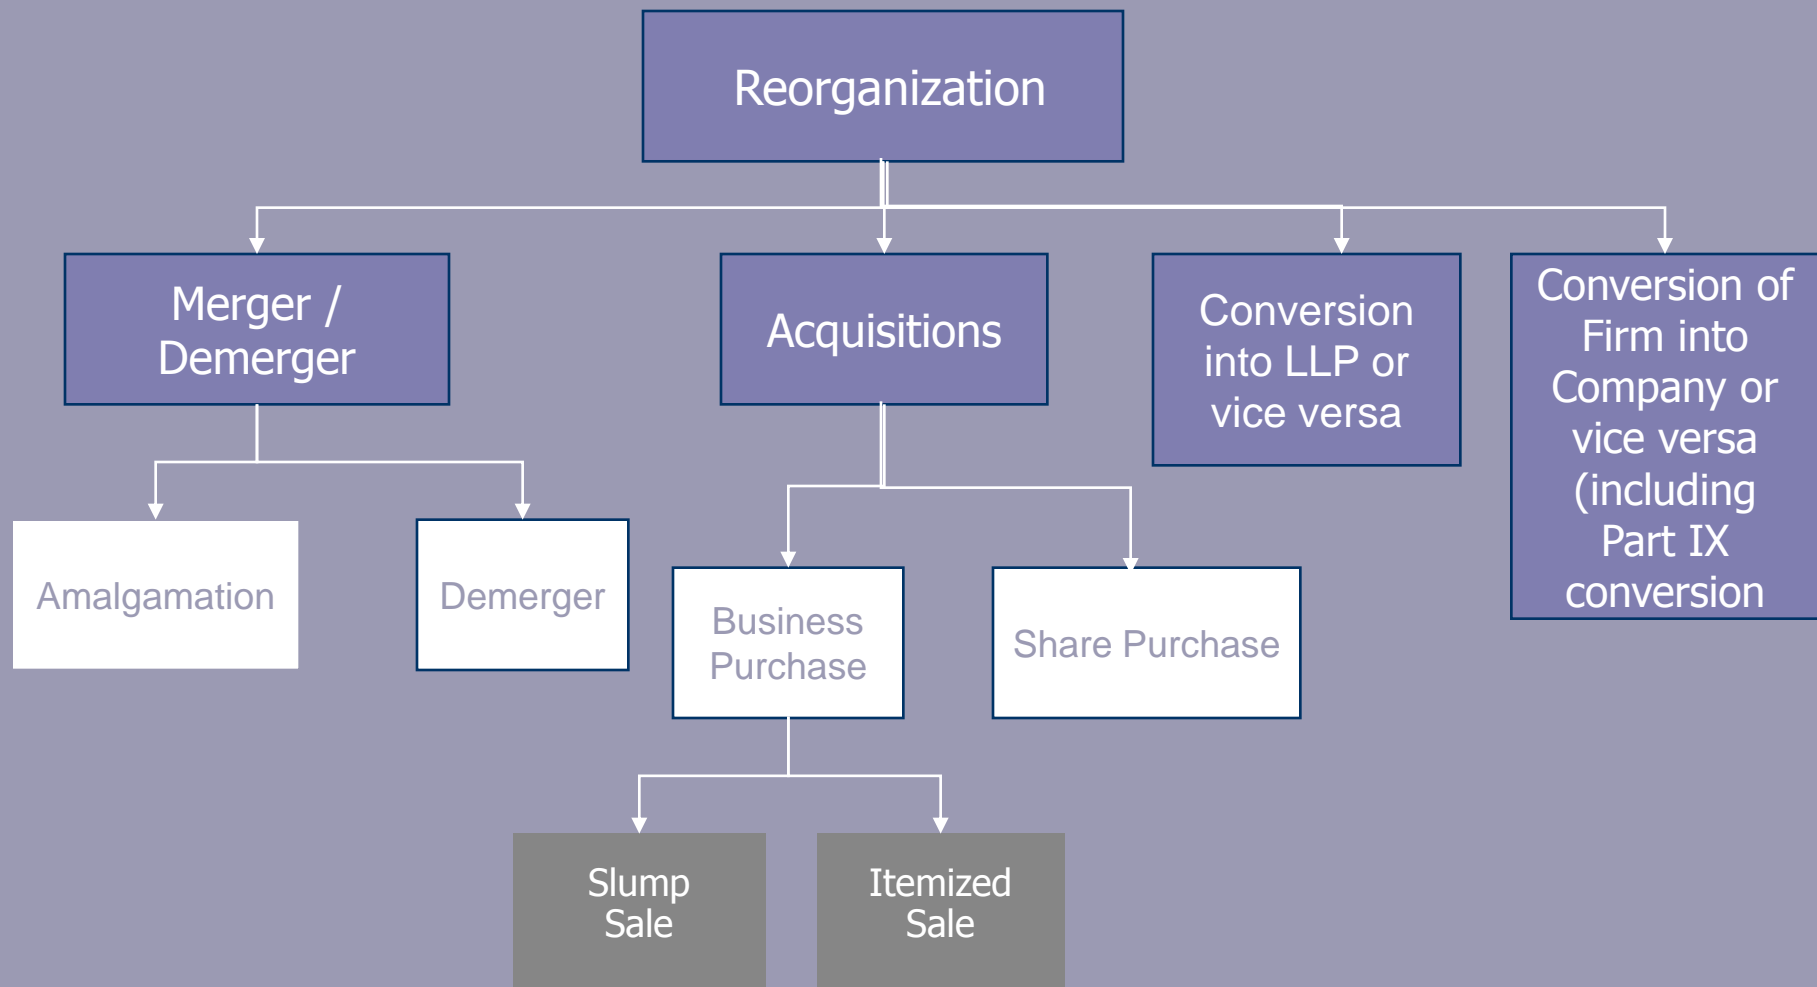 Reorganization
Merger /
Demerger
Acquisitions
Conversion
into LLP or
vice versa
Conversion of
Firm into
Company or
vice versa
(including
Part IX
conversion
Amalgamation
Demerger
Business
Purchase
Share Purchase
Slump
Sale
Itemized
Sale